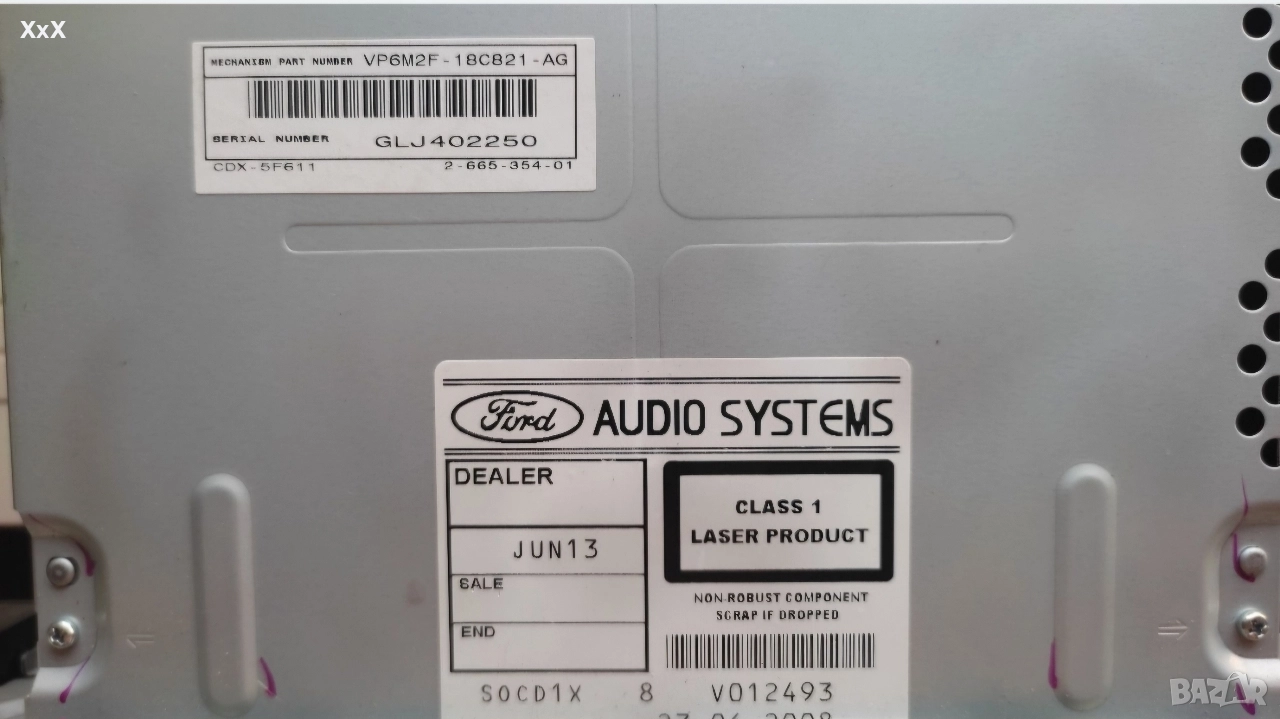 XxX
MECHANISM PART NUMBER VP6M2F-18C821-AG
SERIAL NUMBER GLJ402250
CDX-5F611 2-665-354-01
Ford AUDIO SYSTEMS
DEALER
JUN13
SALE
END
CLASS 1
LASER PRODUCT
NON-ROBUST COMPONENT
SCRAP IF DROPPED
SOCD1X 8 V012493
BAZAR